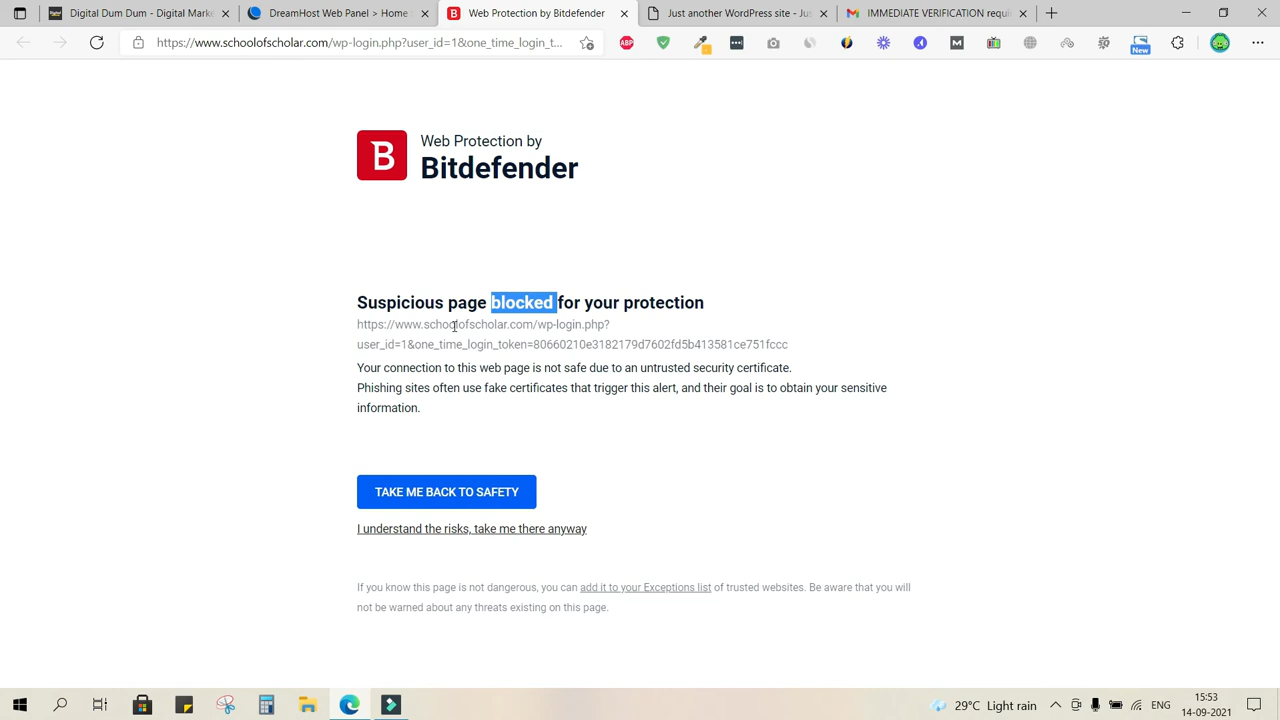 Digital Dum Dum - Digital Marke
DreamHost Web Panel › Home
Web Protection by Bitdefender
Just another WordPress site - Jus
IMMEDIATE VERIFICATION requi
https://www.schoolofscholar.com/wp-login.php?user_id=1&one_time_login_t...
ABP
M
New
B
Web Protection by
Bitdefender
Suspicious page blocked for your protection
https://www.schoolofscholar.com/wp-login.php?
user_id=1&one_time_login_token=80660210e3182179d7602fd5b413581ce751fccc
Your connection to this web page is not safe due to an untrusted security certificate.
Phishing sites often use fake certificates that trigger this alert, and their goal is to obtain your sensitive
information.
TAKE ME BACK TO SAFETY
I understand the risks, take me there anyway
If you know this page is not dangerous, you can add it to your Exceptions list of trusted websites. Be aware that you will
not be warned about any threats existing on this page.
29°C Light rain
ENG
15:53
14-09-2021